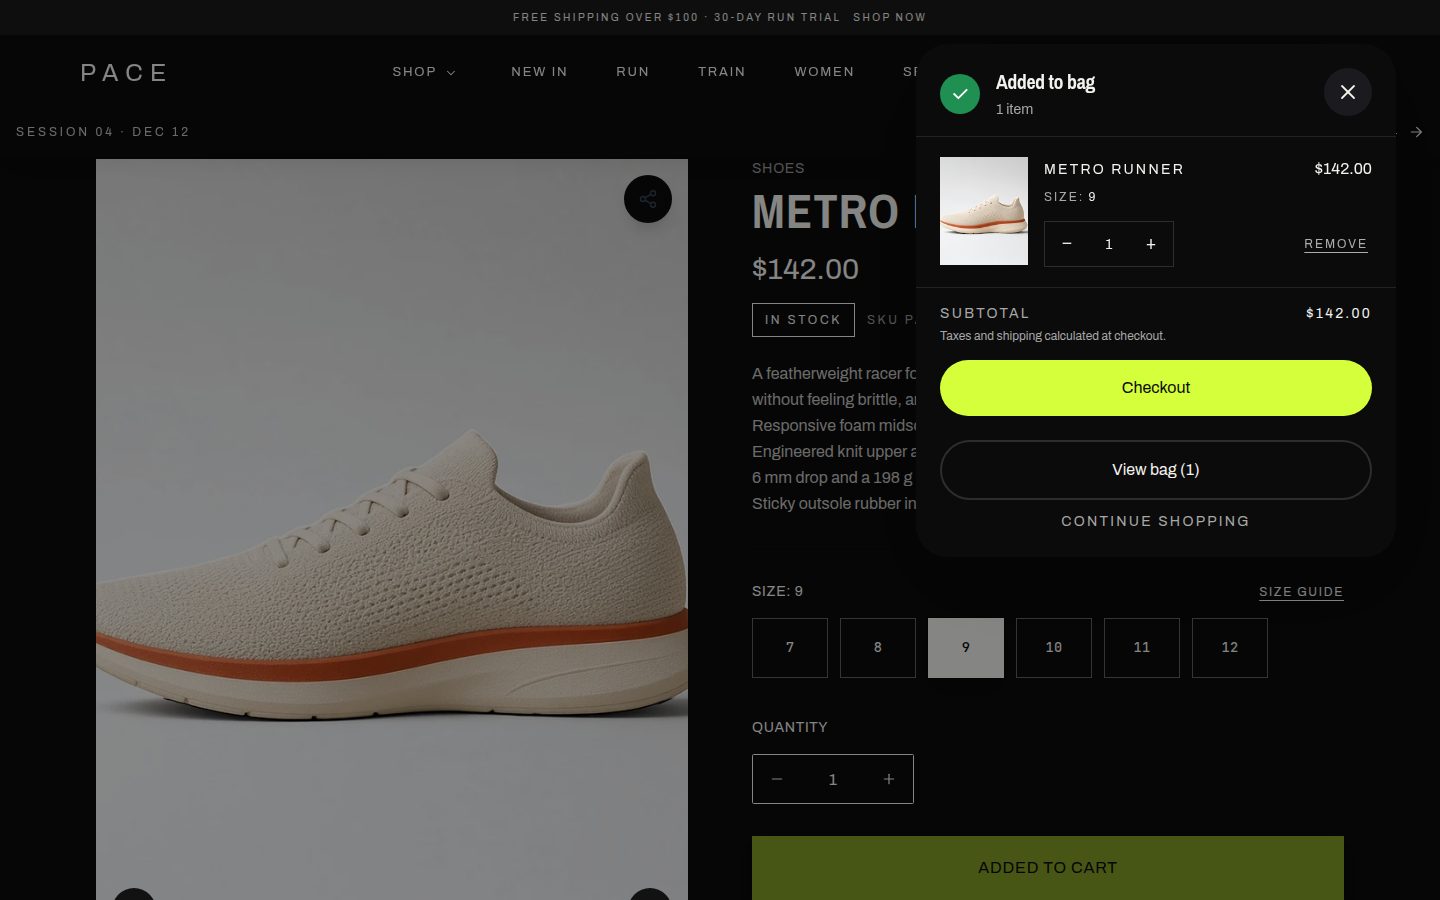 FREE SHIPPING OVER $100 · 30-DAY RUN TRIAL SHOP NOW
PACE
SHOP
NEW IN
RUN
TRAIN
WOMEN
SESSION 04 · DEC 12
Added to bag
1 item
METRO RUNNER
$142.00
SIZE: 9
− 1 +
REMOVE
SUBTOTAL
$142.00
Taxes and shipping calculated at checkout.
Checkout
View bag (1)
CONTINUE SHOPPING
SHOES
METRO
$142.00
IN STOCK
SKU
A featherweight racer
without feeling brittle,
Responsive foam
Engineered knit upper
6 mm drop and a 198 g
Sticky outsole rubber
SIZE: 9
SIZE GUIDE
7
8
9
10
11
12
QUANTITY
− 1 +
ADDED TO CART